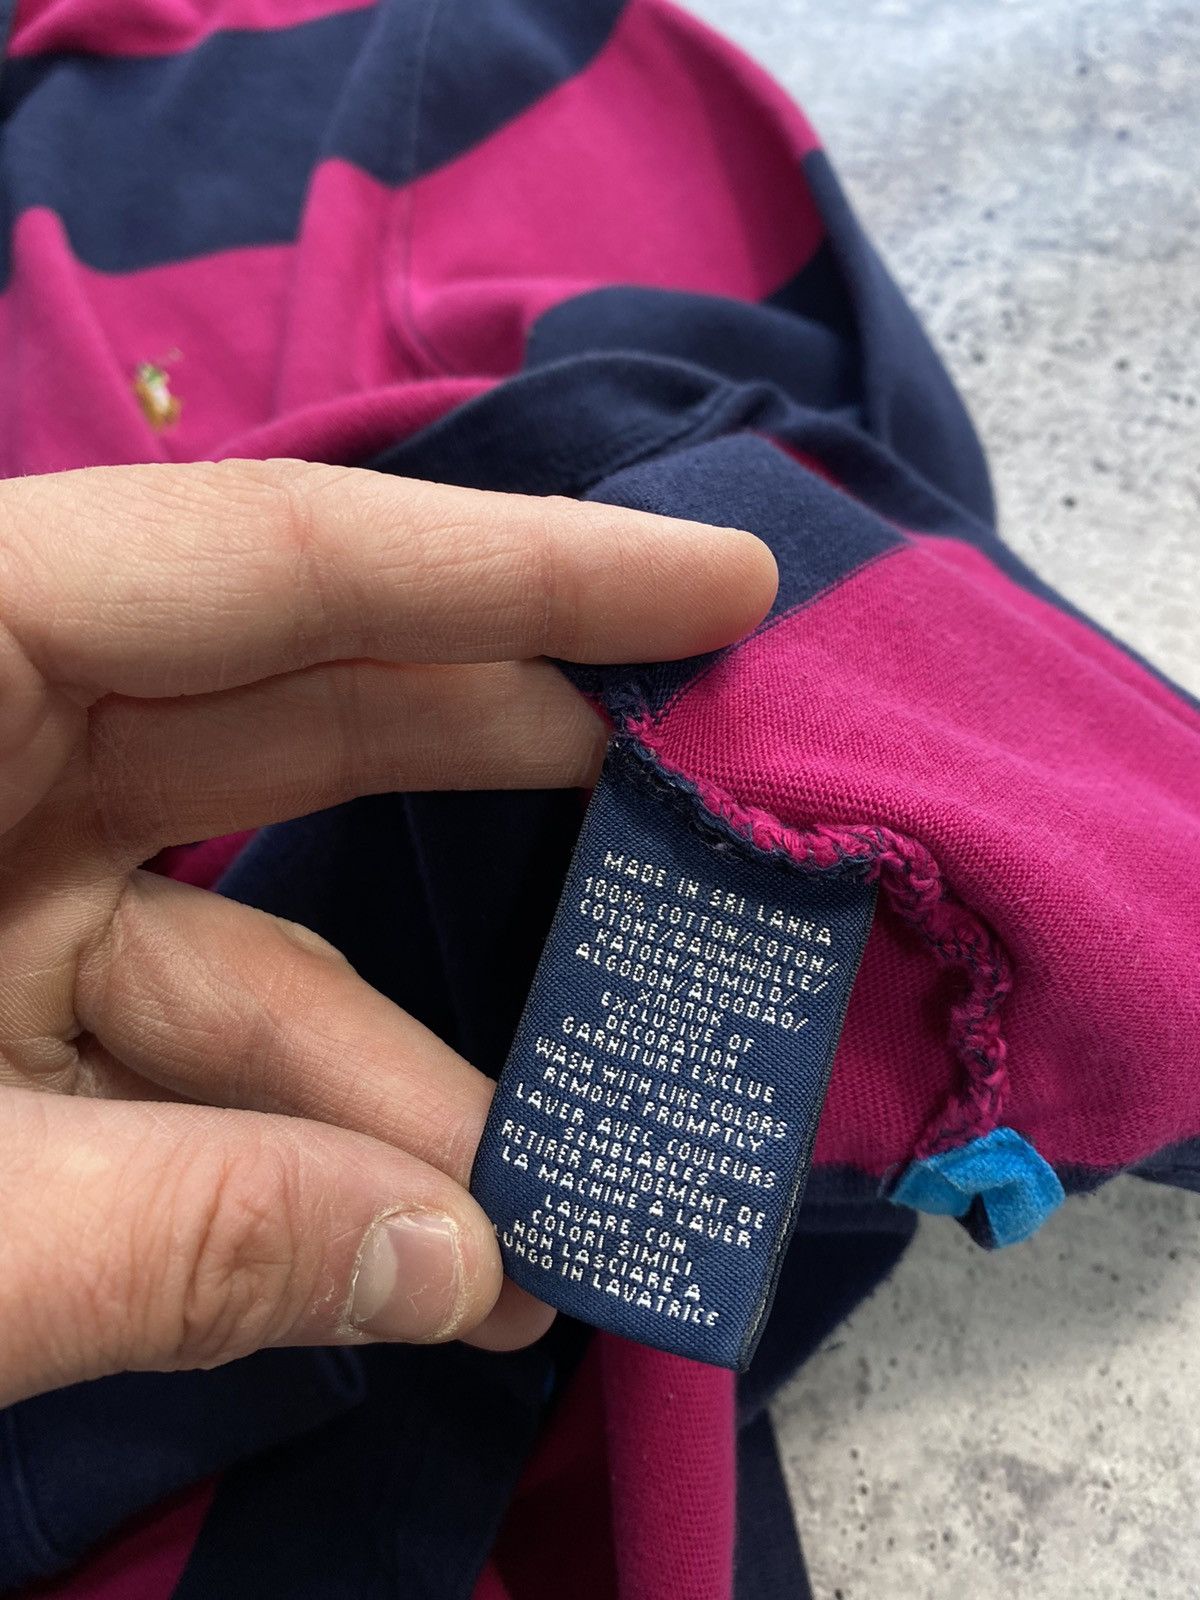 MADE IN SRI LANKA
100% COTTON/COTON/
COTONE/BAUMWOLLE/
KATOEN/BOMULD/
ALGODON/ALGODAO/
ХЛОПОК
EXCLUSIVE OF
DECORATION
GARNITURE EXCLUE
WASH WITH LIKE COLORS
REMOVE PROMPTLY
LAVER AVEC COULEURS
SEMBLABLES
RETIRER RAPIDEMENT DE
LA MACHINE A LAVER
LAVARE CON
COLORI SIMILI
NON LASCIARE A
LUNGO IN LAVATRICE